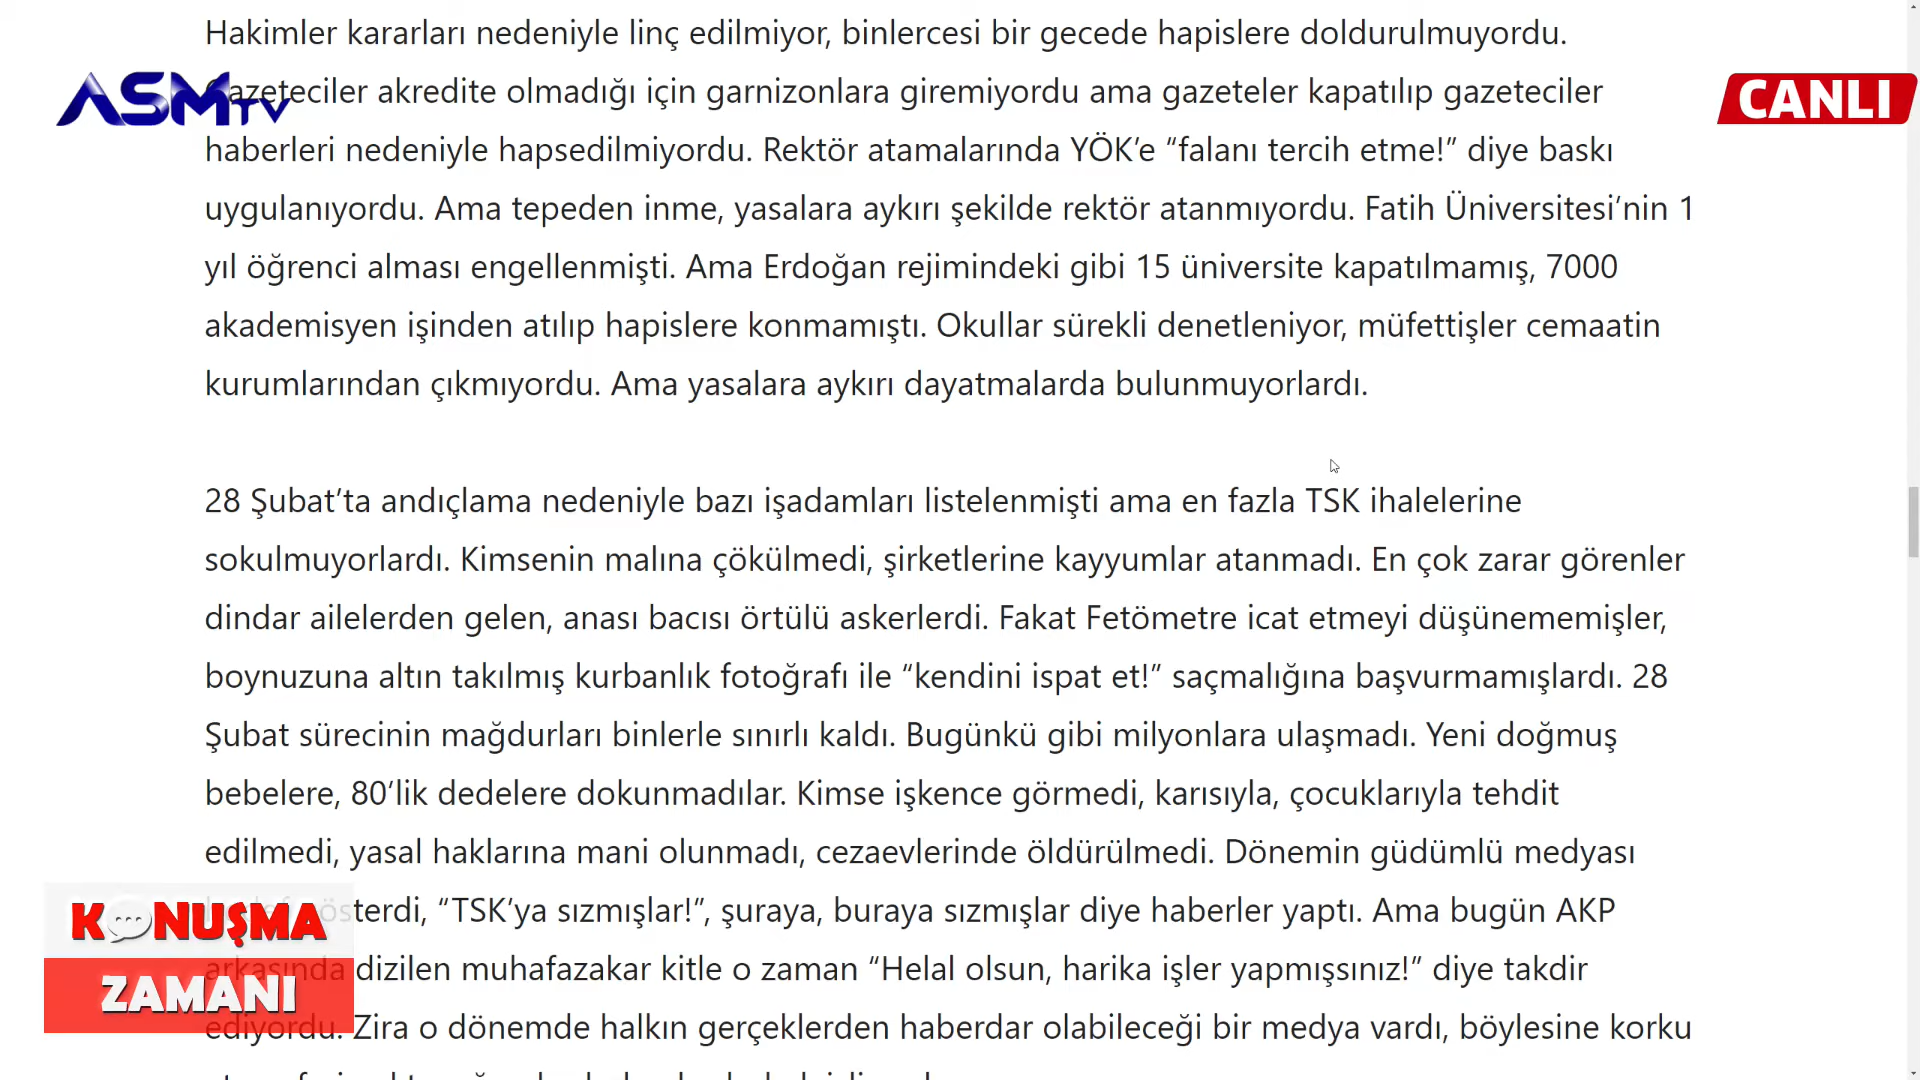 Hakimler kararları nedeniyle linç edilmiyor, binlercesi bir gecede hapislere doldurulmuyordu.
ASMTV
CANLI
Gazeteciler akredite olmadığı için garnizonlara giremiyordu ama gazeteler kapatılıp gazeteciler
haberleri nedeniyle hapsedilmiyordu. Rektör atamalarında YÖK’e “falanı tercih etme!” diye baskı
uygulanıyordu. Ama tepeden inme, yasalara aykırı şekilde rektör atanmıyordu. Fatih Üniversitesi’nin 1
yıl öğrenci alması engellenmişti. Ama Erdoğan rejimindeki gibi 15 üniversite kapatılmamış, 7000
akademisyen işinden atılıp hapislere konmamıştı. Okullar sürekli denetleniyor, müfettişler cemaatin
kurumlarından çıkmıyordu. Ama yasalara aykırı dayatmalarda bulunmuyorlardı.
28 Şubat’ta andıçlama nedeniyle bazı işadamları listelenmişti ama en fazla TSK ihalelerine
sokulmuyorlardı. Kimsenin malına çökülmedi, şirketlerine kayyumlar atanmadı. En çok zarar görenler
dindar ailelerden gelen, anası bacısı örtülü askerlerdi. Fakat Fetömetre icat etmeyi düşünememişler,
boynuzuna altın takılmış kurbanlık fotoğrafı ile “kendini ispat et!” saçmalığına başvurmamışlardı. 28
Şubat sürecinin mağdurları binlerle sınırlı kaldı. Bugünkü gibi milyonlara ulaşmadı. Yeni doğmuş
bebelere, 80’lik dedelere dokunmadılar. Kimse işkence görmedi, karısıyla, çocuklarıyla tehdit
edilmedi, yasal haklarına mani olunmadı, cezaevlerinde öldürülmedi. Dönemin güdümlü medyası
gösterdi, “TSK’ya sızmışlar!”, şuraya, buraya sızmışlar diye haberler yaptı. Ama bugün AKP
arkasında dizilen muhafazakar kitle o zaman “Helal olsun, harika işler yapmışsınız!” diye takdir
ediyordu. Zira o dönemde halkın gerçeklerden haberdar olabileceği bir medya vardı, böylesine korku
KONUŞMA
ZAMANI